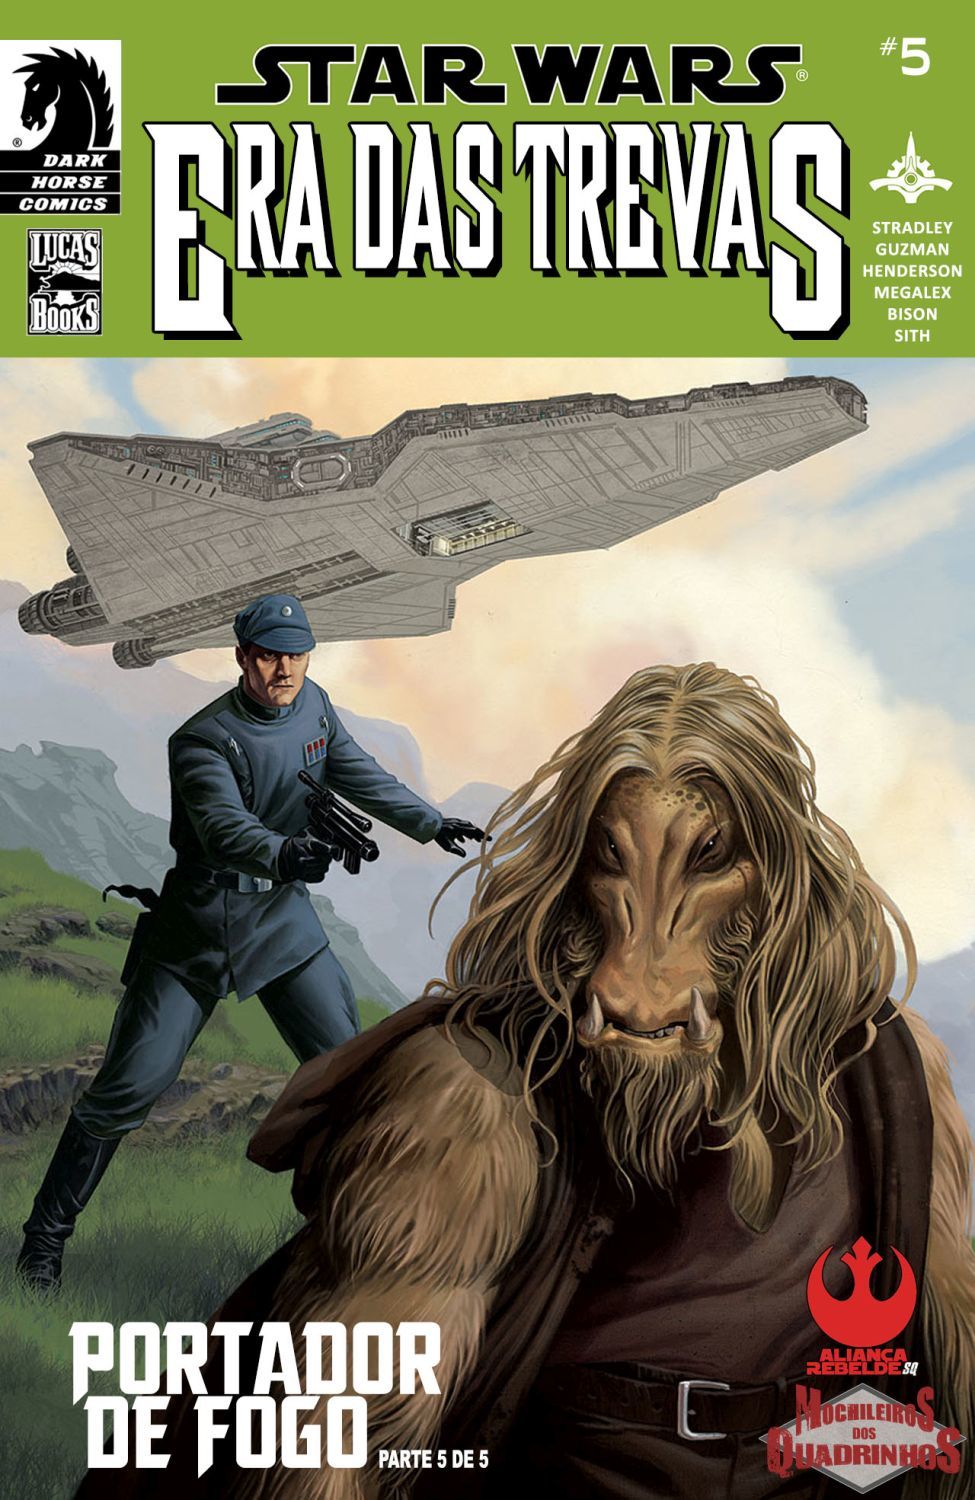 DARK
HORSE
COMICS
LUCAS
BOOKS
STAR WARS®
ERA DAS TREVAS
#5
STRADLEY
GUZMAN
HENDERSON
MEGALEX
BISON
SITH
PORTADOR
DE FOGO
PARTE 5 DE 5
ALIANÇA
REBELDE SQ
MOCHILEIROS
DOS
QUADRINHOS